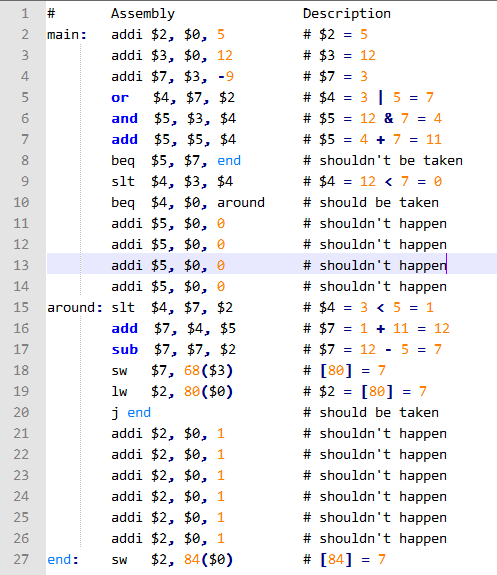 1 # Assembly Description
2 main: addi $2, $0, 5 # $2 = 5
3 addi $3, $0, 12 # $3 = 12
4 addi $7, $3, -9 # $7 = 3
5 or $4, $7, $2 # $4 = 3 | 5 = 7
6 and $5, $3, $4 # $5 = 12 & 7 = 4
7 add $5, $5, $4 # $5 = 4 + 7 = 11
8 beq $5, $7, end # shouldn't be taken
9 slt $4, $3, $4 # $4 = 12 < 7 = 0
10 beq $4, $0, around # should be taken
11 addi $5, $0, 0 # shouldn't happen
12 addi $5, $0, 0 # shouldn't happen
13 addi $5, $0, 0 # shouldn't happen
14 addi $5, $0, 0 # shouldn't happen
15 around: slt $4, $7, $2 # $4 = 3 < 5 = 1
16 add $7, $4, $5 # $7 = 1 + 11 = 12
17 sub $7, $7, $2 # $7 = 12 - 5 = 7
18 sw $7, 68($3) # [80] = 7
19 lw $2, 80($0) # $2 = [80] = 7
20 j end # should be taken
21 addi $2, $0, 1 # shouldn't happen
22 addi $2, $0, 1 # shouldn't happen
23 addi $2, $0, 1 # shouldn't happen
24 addi $2, $0, 1 # shouldn't happen
25 addi $2, $0, 1 # shouldn't happen
26 addi $2, $0, 1 # shouldn't happen
27 end: sw $2, 84($0) # [84] = 7